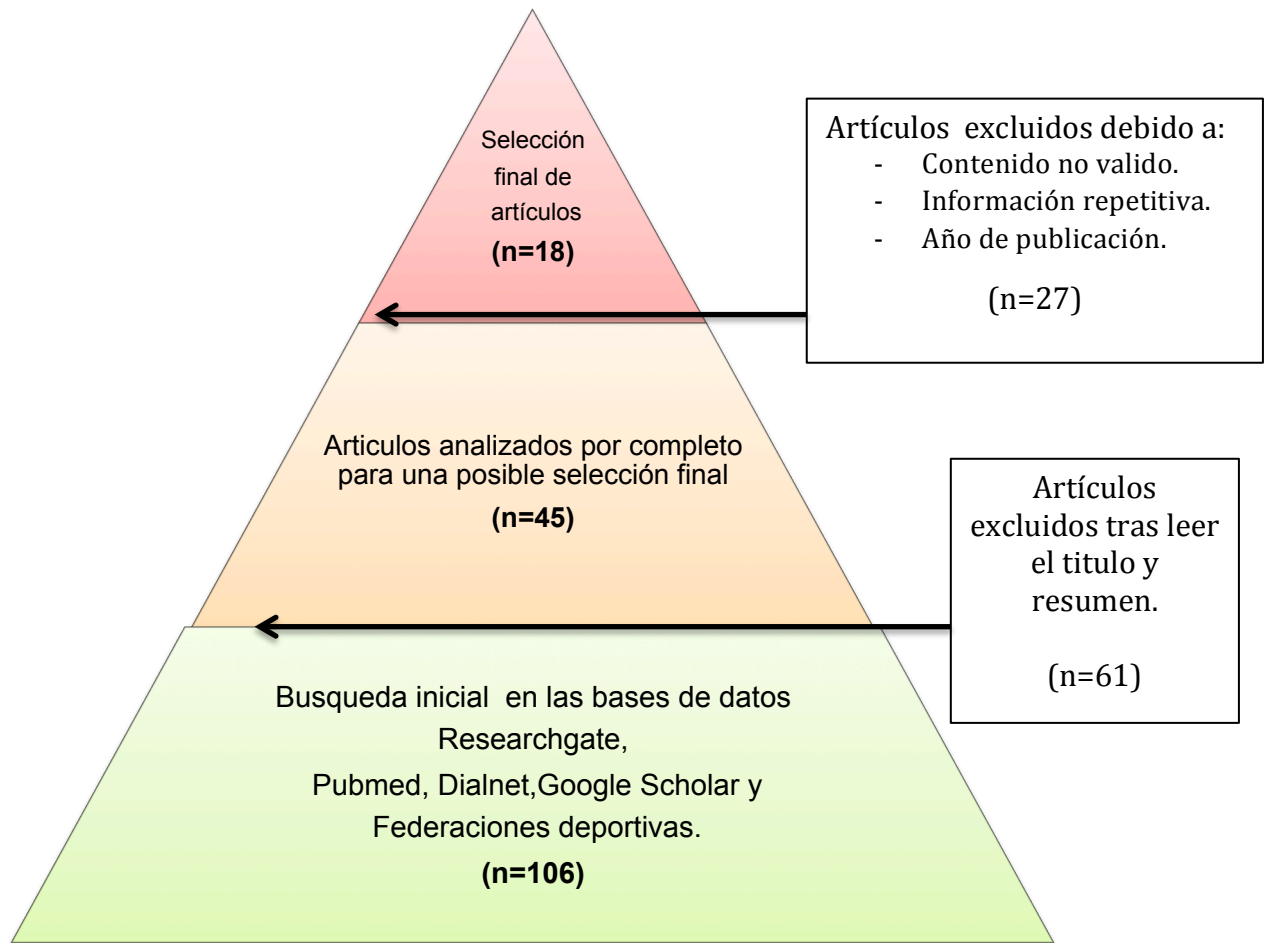 Selección
final de
artículos
(n=18)
Artículos excluidos debido a:
- Contenido no valido.
- Información repetitiva.
- Año de publicación.
(n=27)
Articulos analizados por completo
para una posible selección final
(n=45)
Artículos
excluidos tras leer
el titulo y
resumen.
(n=61)
Busqueda inicial en las bases de datos
Researchgate,
Pubmed, Dialnet,Google Scholar y
Federaciones deportivas.
(n=106)